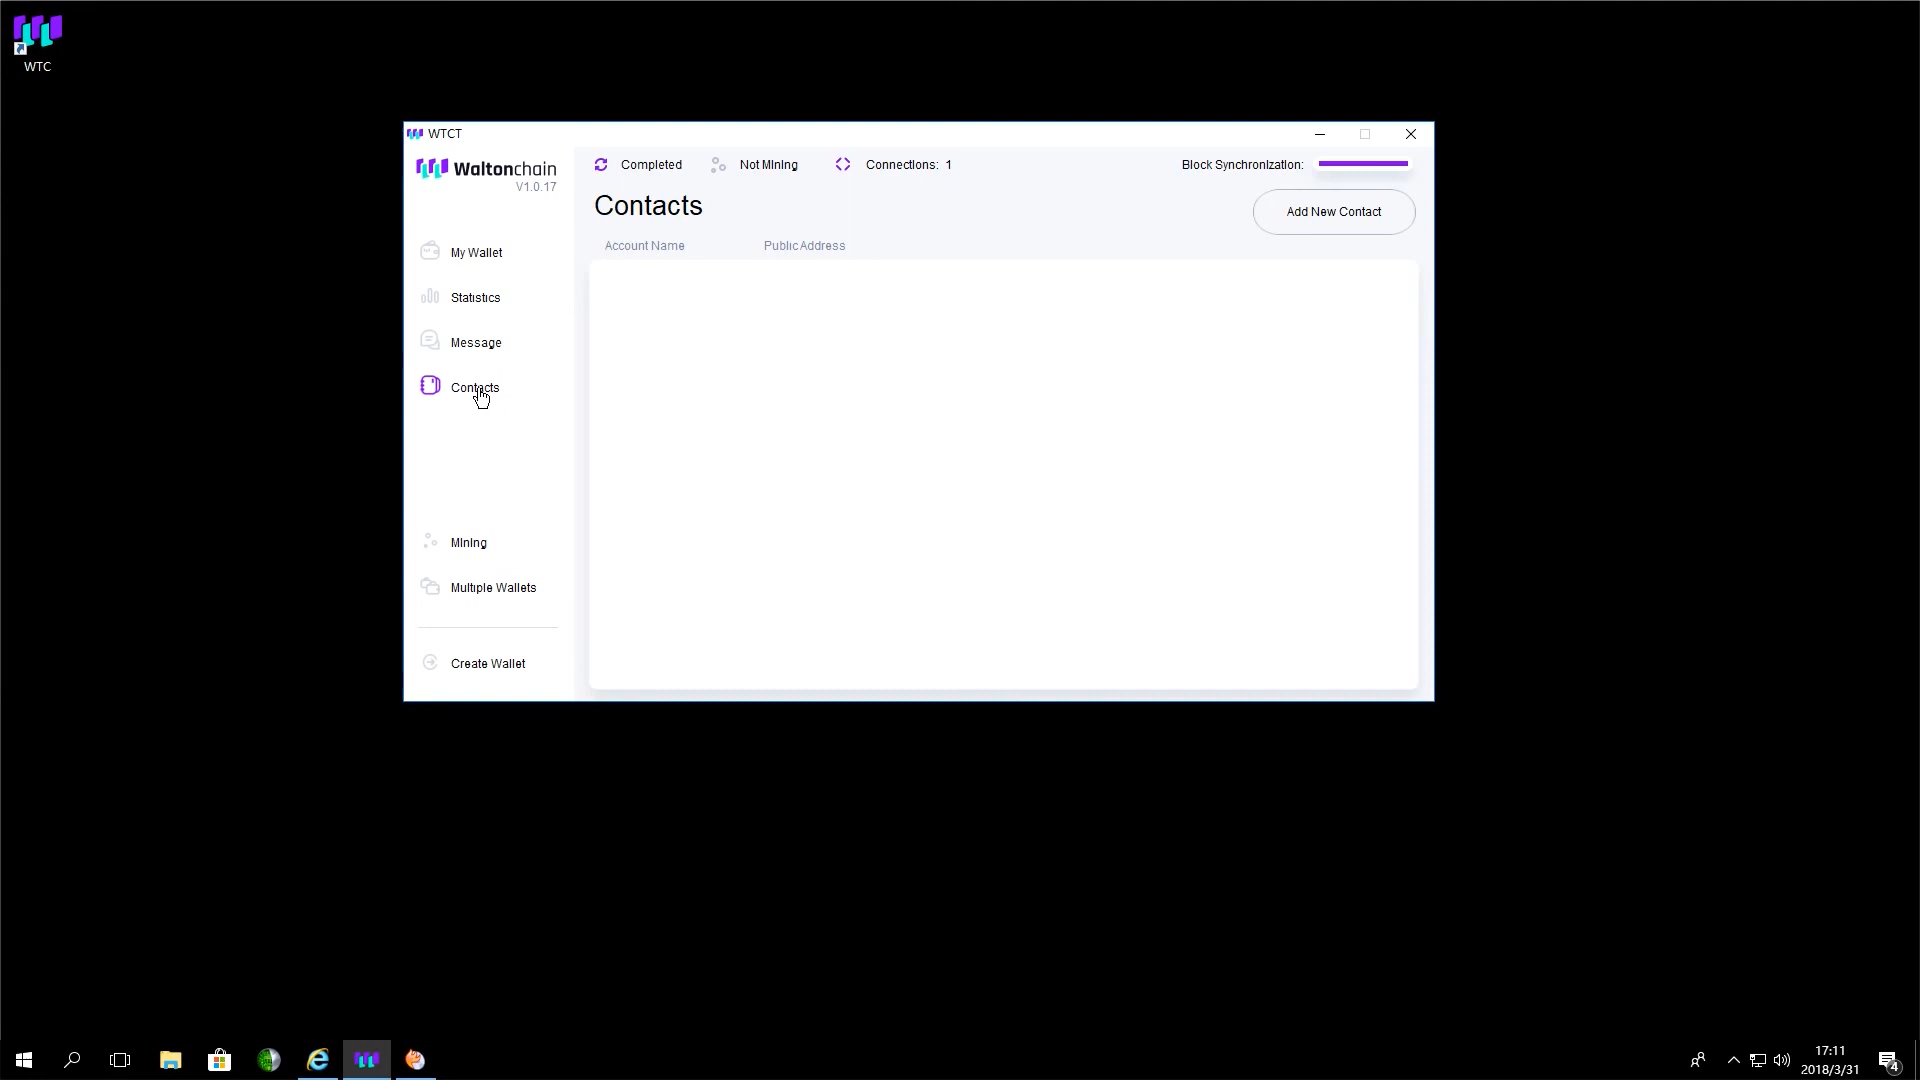 WTC
WTCT
Waltonchain
V1.0.17
Completed
Not Mining
Connections: 1
Block Synchronization:
Contacts
Add New Contact
Account Name
Public Address
My Wallet
Statistics
Message
Contacts
Mining
Multiple Wallets
Create Wallet
17:11
2018/3/31
4